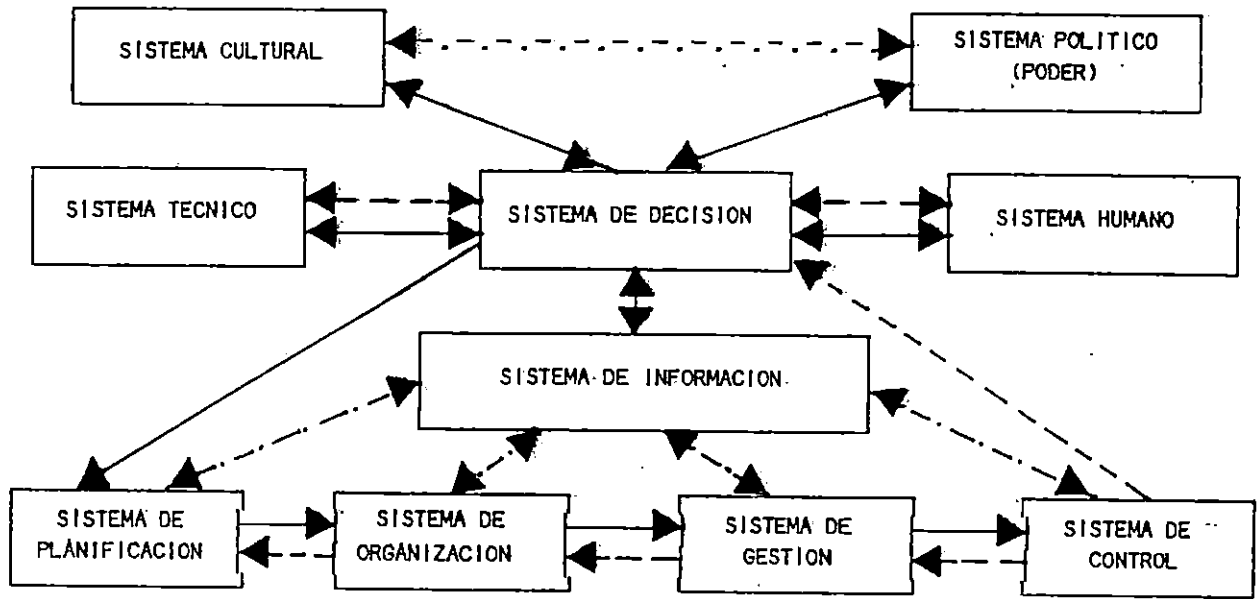 SISTEMA CULTURAL
SISTEMA POLITICO
(PODER)
SISTEMA TECNICO
SISTEMA DE DECISION
SISTEMA HUMANO
SISTEMA DE INFORMACION
SISTEMA DE
PLANIFICACION
SISTEMA DE
ORGANIZACION
SISTEMA DE
GESTION
SISTEMA DE
CONTROL